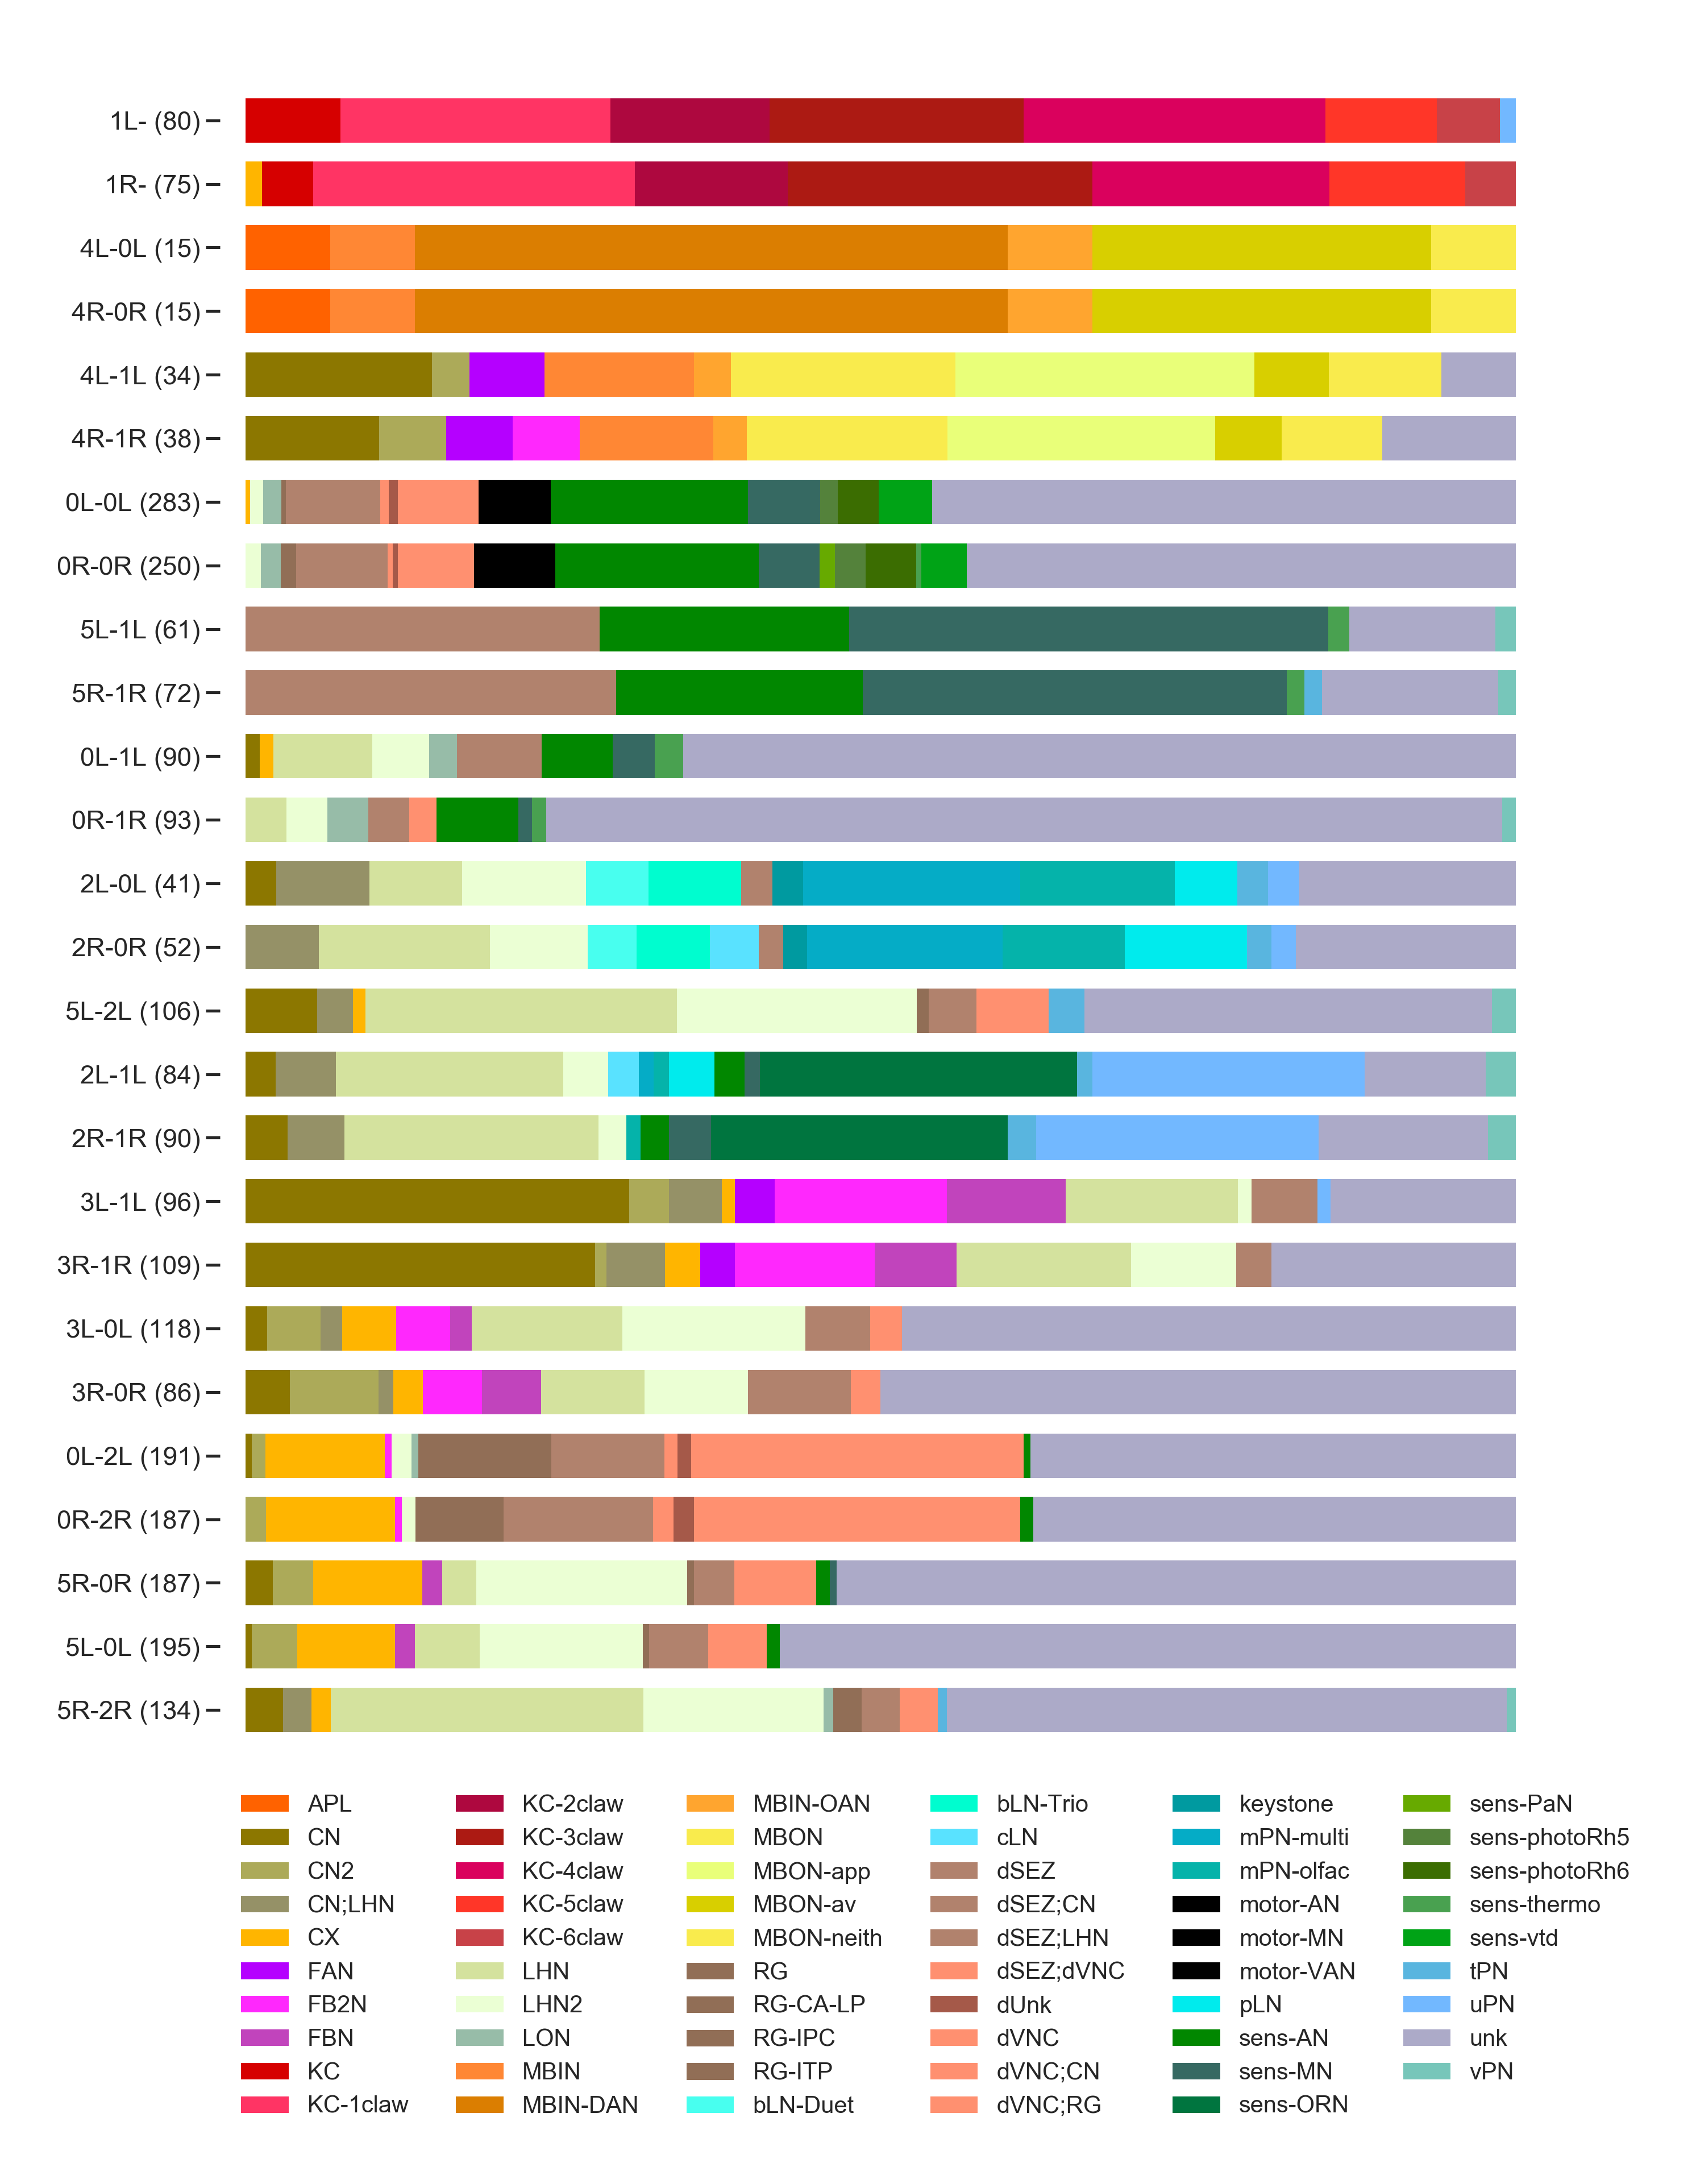 1L- (80)
1R- (75)
4L-0L (15)
4R-0R (15)
4L-1L (34)
4R-1R (38)
0L-0L (283)
0R-0R (250)
5L-1L (61)
5R-1R (72)
0L-1L (90)
0R-1R (93)
2L-0L (41)
2R-0R (52)
5L-2L (106)
2L-1L (84)
2R-1R (90)
3L-1L (96)
3R-1R (109)
3L-0L (118)
3R-0R (86)
0L-2L (191)
0R-2R (187)
5R-0R (187)
5L-0L (195)
5R-2R (134)
APL
CN
CN2
CN;LHN
CX
FAN
FB2N
FBN
KC
KC-1claw
KC-2claw
KC-3claw
KC-4claw
KC-5claw
KC-6claw
LHN
LHN2
LON
MBIN
MBIN-DAN
MBIN-OAN
MBON
MBON-app
MBON-av
MBON-neith
RG
RG-CA-LP
RG-IPC
RG-ITP
bLN-Duet
bLN-Trio
cLN
dSEZ
dSEZ;CN
dSEZ;LHN
dSEZ;dVNC
dUnk
dVNC
dVNC;CN
dVNC;RG
keystone
mPN-multi
mPN-olfac
motor-AN
motor-MN
motor-VAN
pLN
sens-AN
sens-MN
sens-ORN
sens-PaN
sens-photoRh5
sens-photoRh6
sens-thermo
sens-vtd
tPN
uPN
unk
vPN